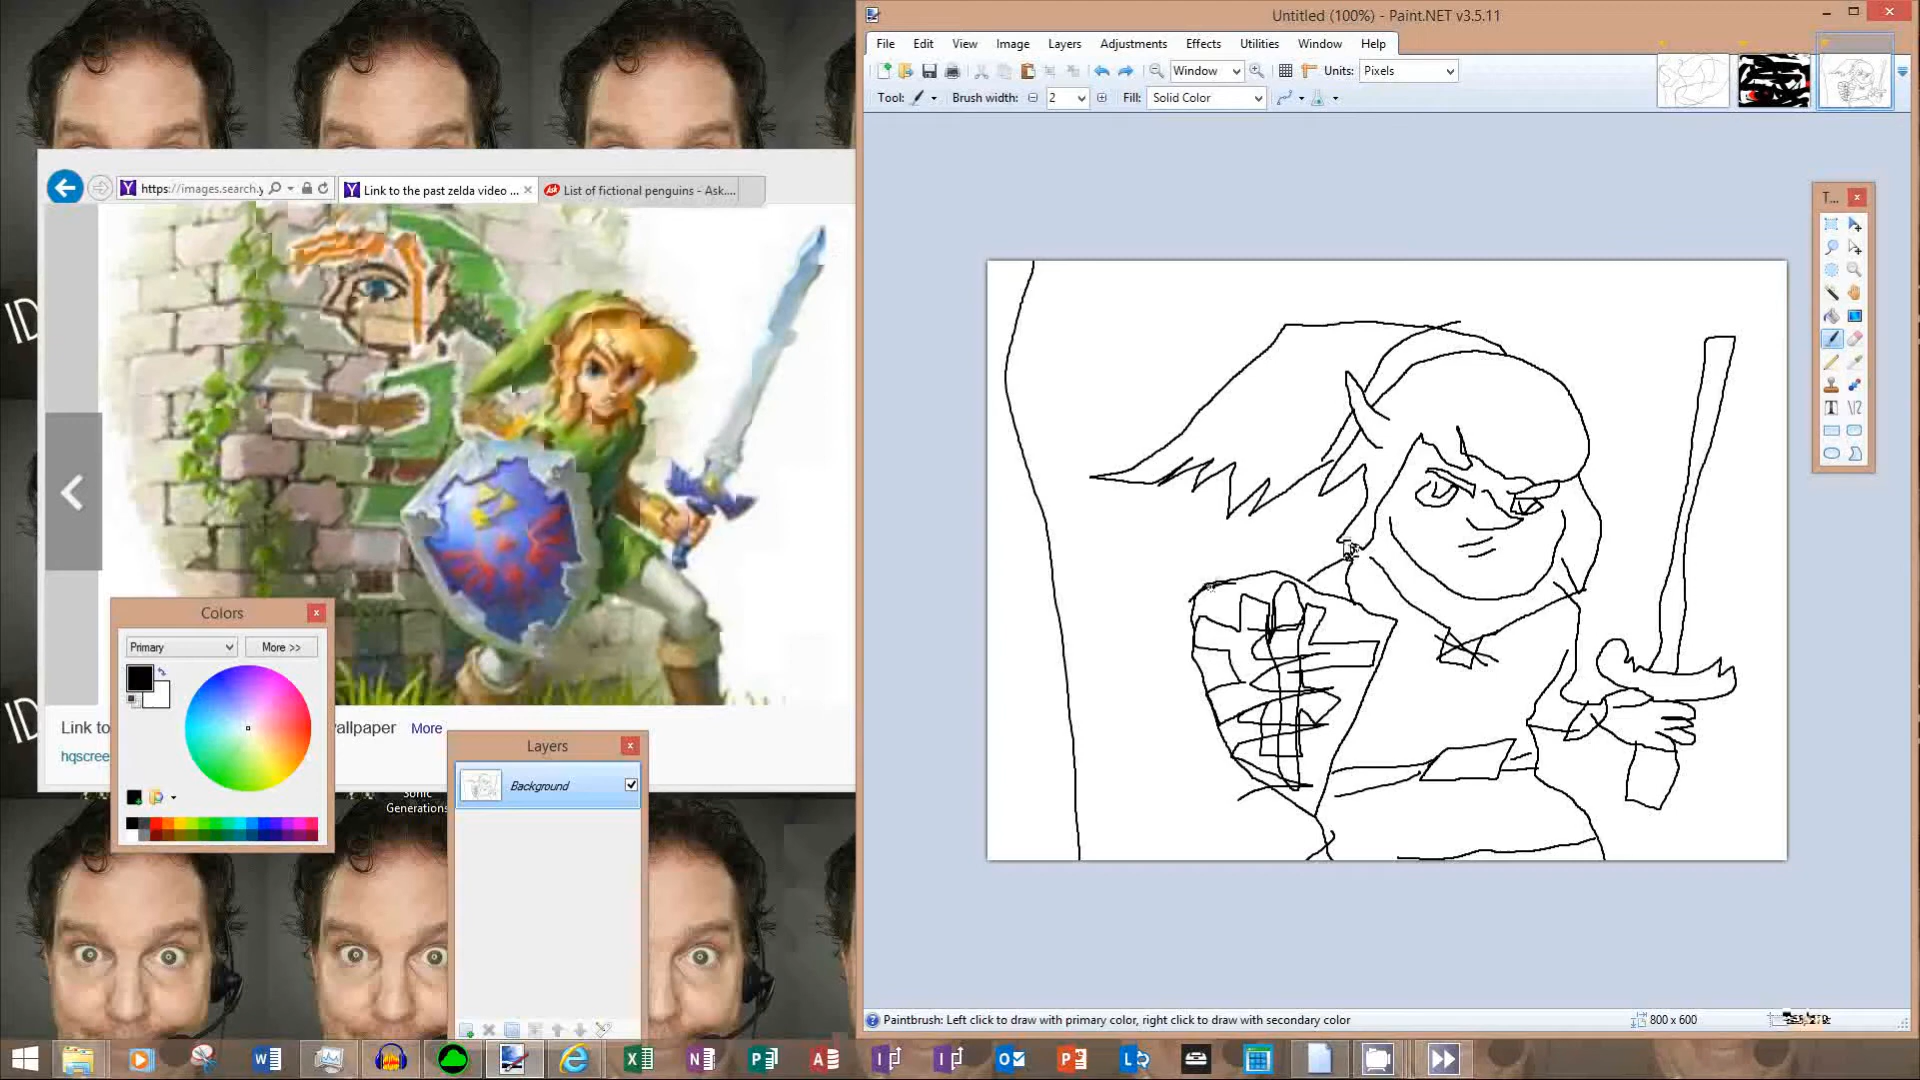 Untitled (100%) - Paint.NET v3.5.11
File Edit View Image Layers Adjustments Effects Utilities Window Help
Window Units: Pixels
Tool: Brush width: 2 Fill: Solid Color
https://images.search.y
Link to the past zelda video ...
List of fictional penguins - Ask....
T...
ID
Colors
Primary
More >>
Link to
allpaper More
hqscree
Layers
Background
Sonic
Generations
ID
Paintbrush: Left click to draw with primary color, right click to draw with secondary color
800 x 600